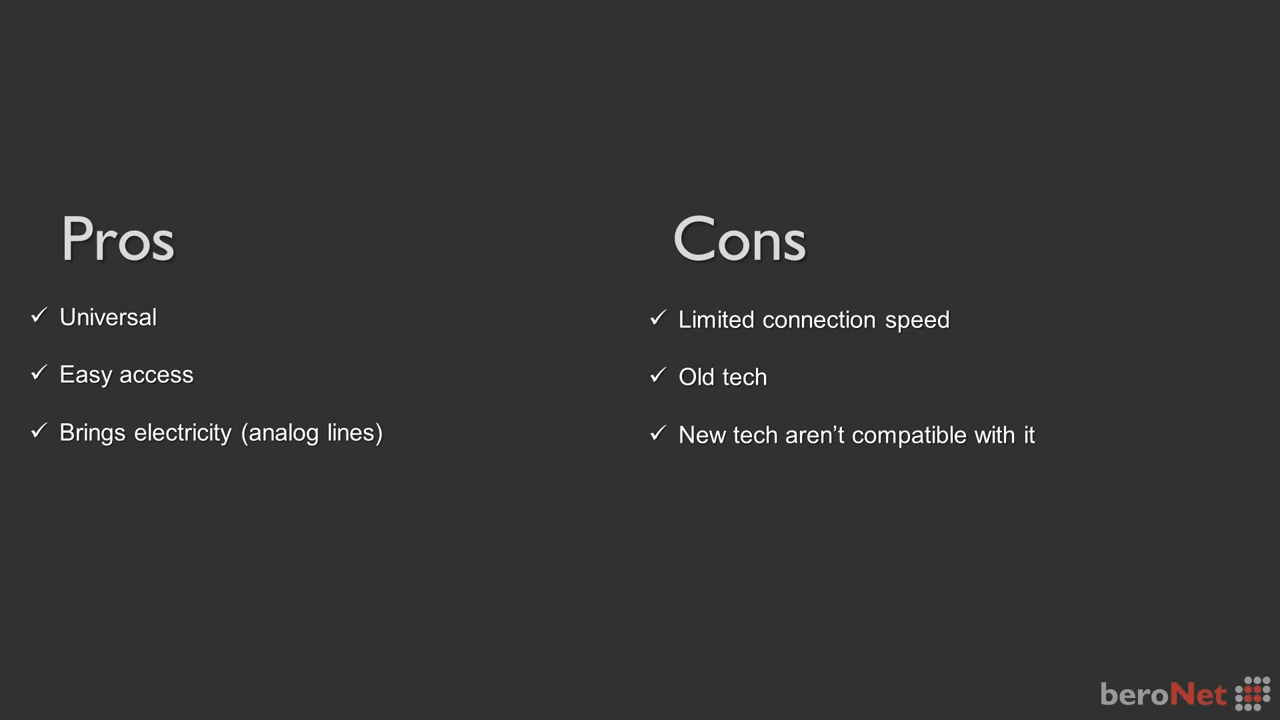 Pros
✓ Universal
✓ Easy access
✓ Brings electricity (analog lines)
Cons
✓ Limited connection speed
✓ Old tech
✓ New tech aren’t compatible with it
beroNet